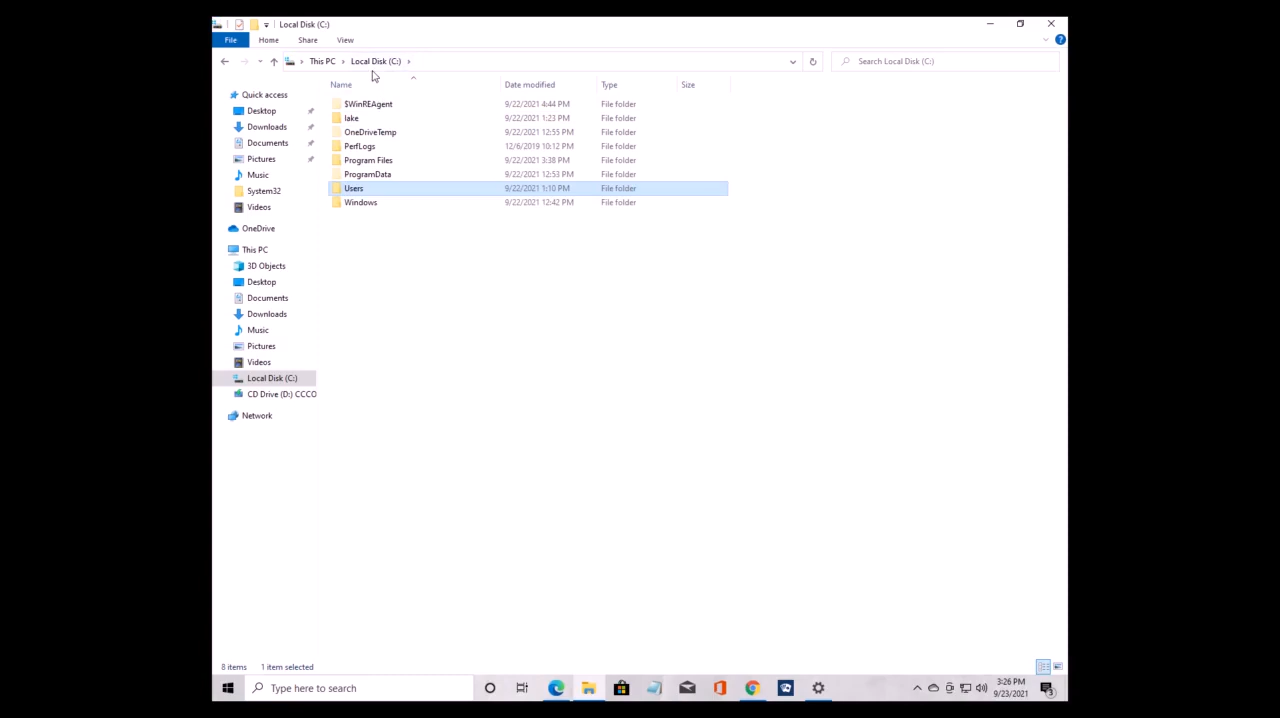 Local Disk (C:)
File Home Share View
This PC Local Disk (C:)
Search Local Disk (C:)
Name Date modified Type Size
$WinREAgent 9/22/2021 4:44 PM File folder
lake 9/22/2021 1:23 PM File folder
OneDriveTemp 9/22/2021 12:55 PM File folder
PerfLogs 12/6/2019 10:12 PM File folder
Program Files 9/22/2021 3:38 PM File folder
ProgramData 9/22/2021 12:53 PM File folder
Users 9/22/2021 1:10 PM File folder
Windows 9/22/2021 12:42 PM File folder
Quick access
Desktop
Downloads
Documents
Pictures
Music
System32
Videos
OneDrive
This PC
3D Objects
Desktop
Documents
Downloads
Music
Pictures
Videos
Local Disk (C:)
CD Drive (D:) CCCO
Network
8 items 1 item selected
Type here to search
3:26 PM
9/23/2021
3